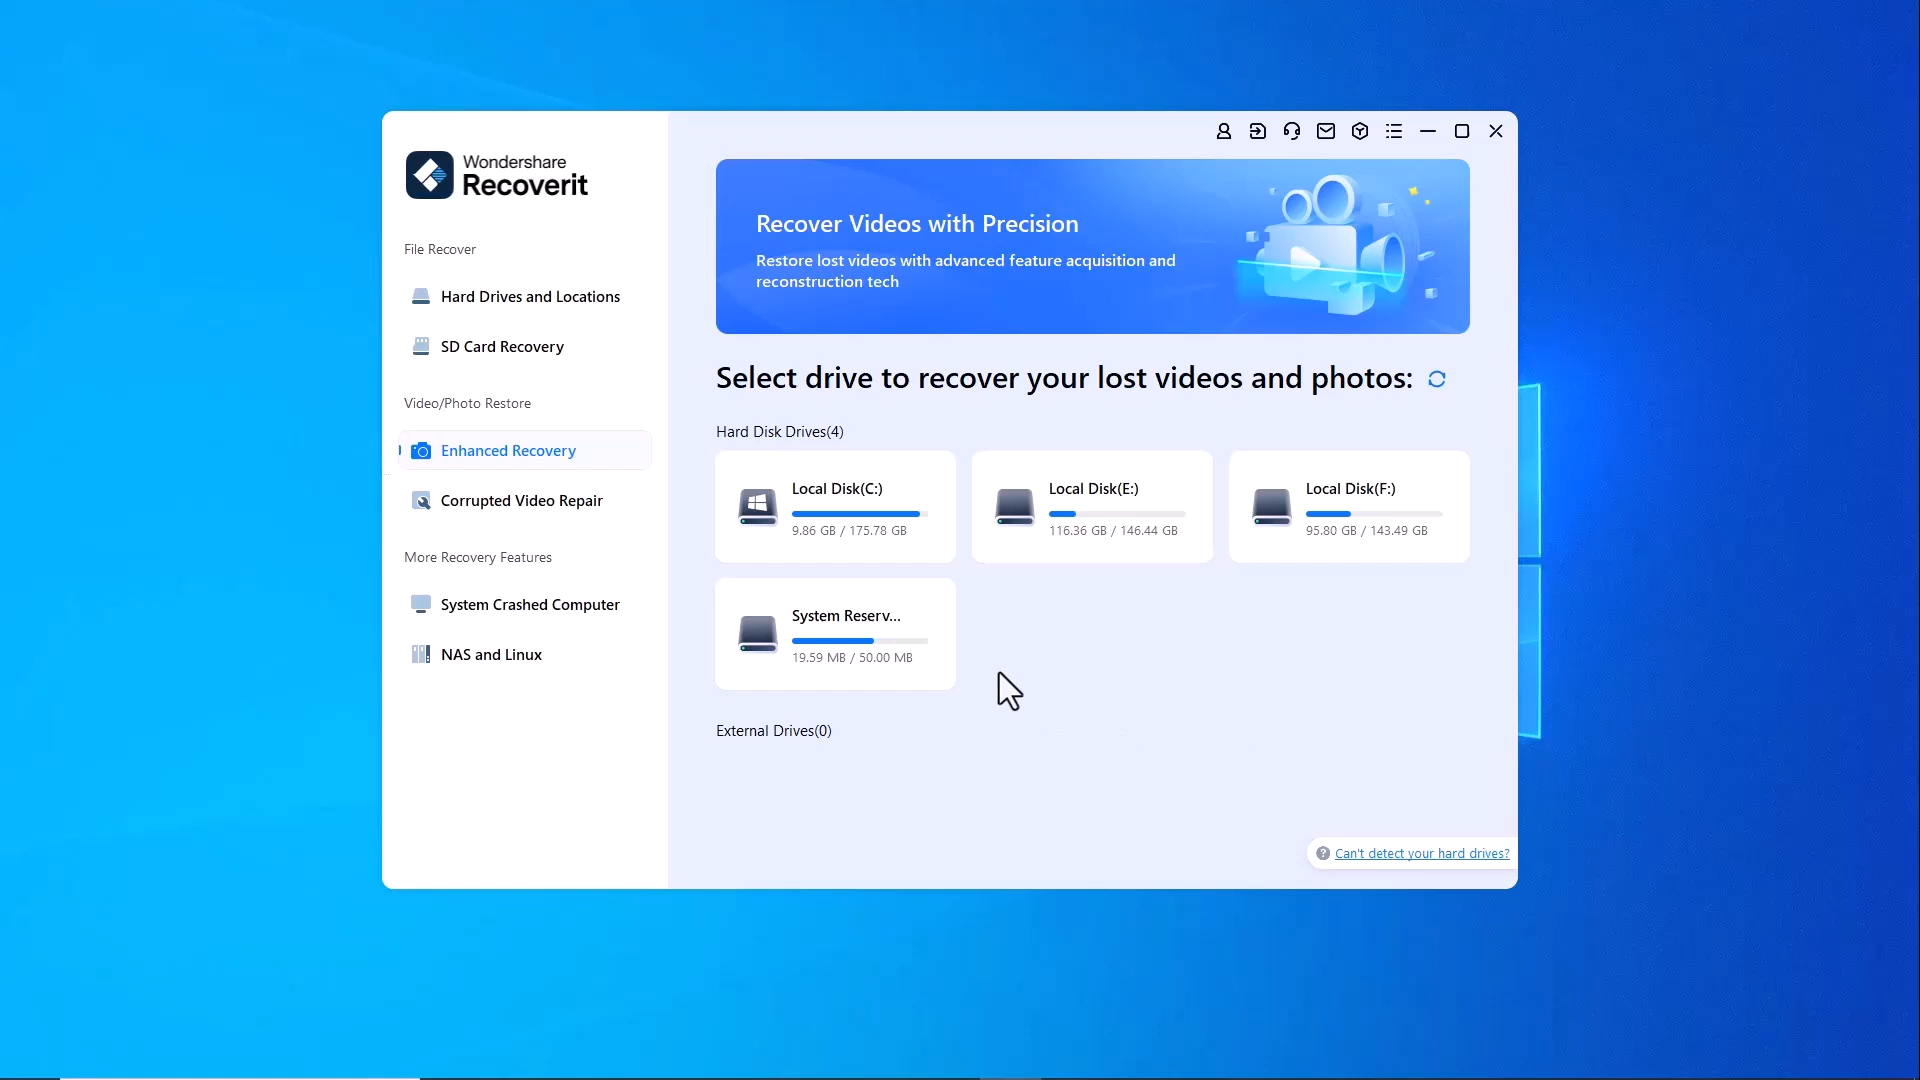 Wondershare
Recoverit
File Recover
Hard Drives and Locations
SD Card Recovery
Video/Photo Restore
Enhanced Recovery
Corrupted Video Repair
More Recovery Features
System Crashed Computer
NAS and Linux
Recover Videos with Precision
Restore lost videos with advanced feature acquisition and
reconstruction tech
Select drive to recover your lost videos and photos:
Hard Disk Drives(4)
Local Disk(C:)
9.86 GB / 175.78 GB
Local Disk(E:)
116.36 GB / 146.44 GB
Local Disk(F:)
95.80 GB / 143.49 GB
System Reserv...
19.59 MB / 50.00 MB
External Drives(0)
Can't detect your hard drives?